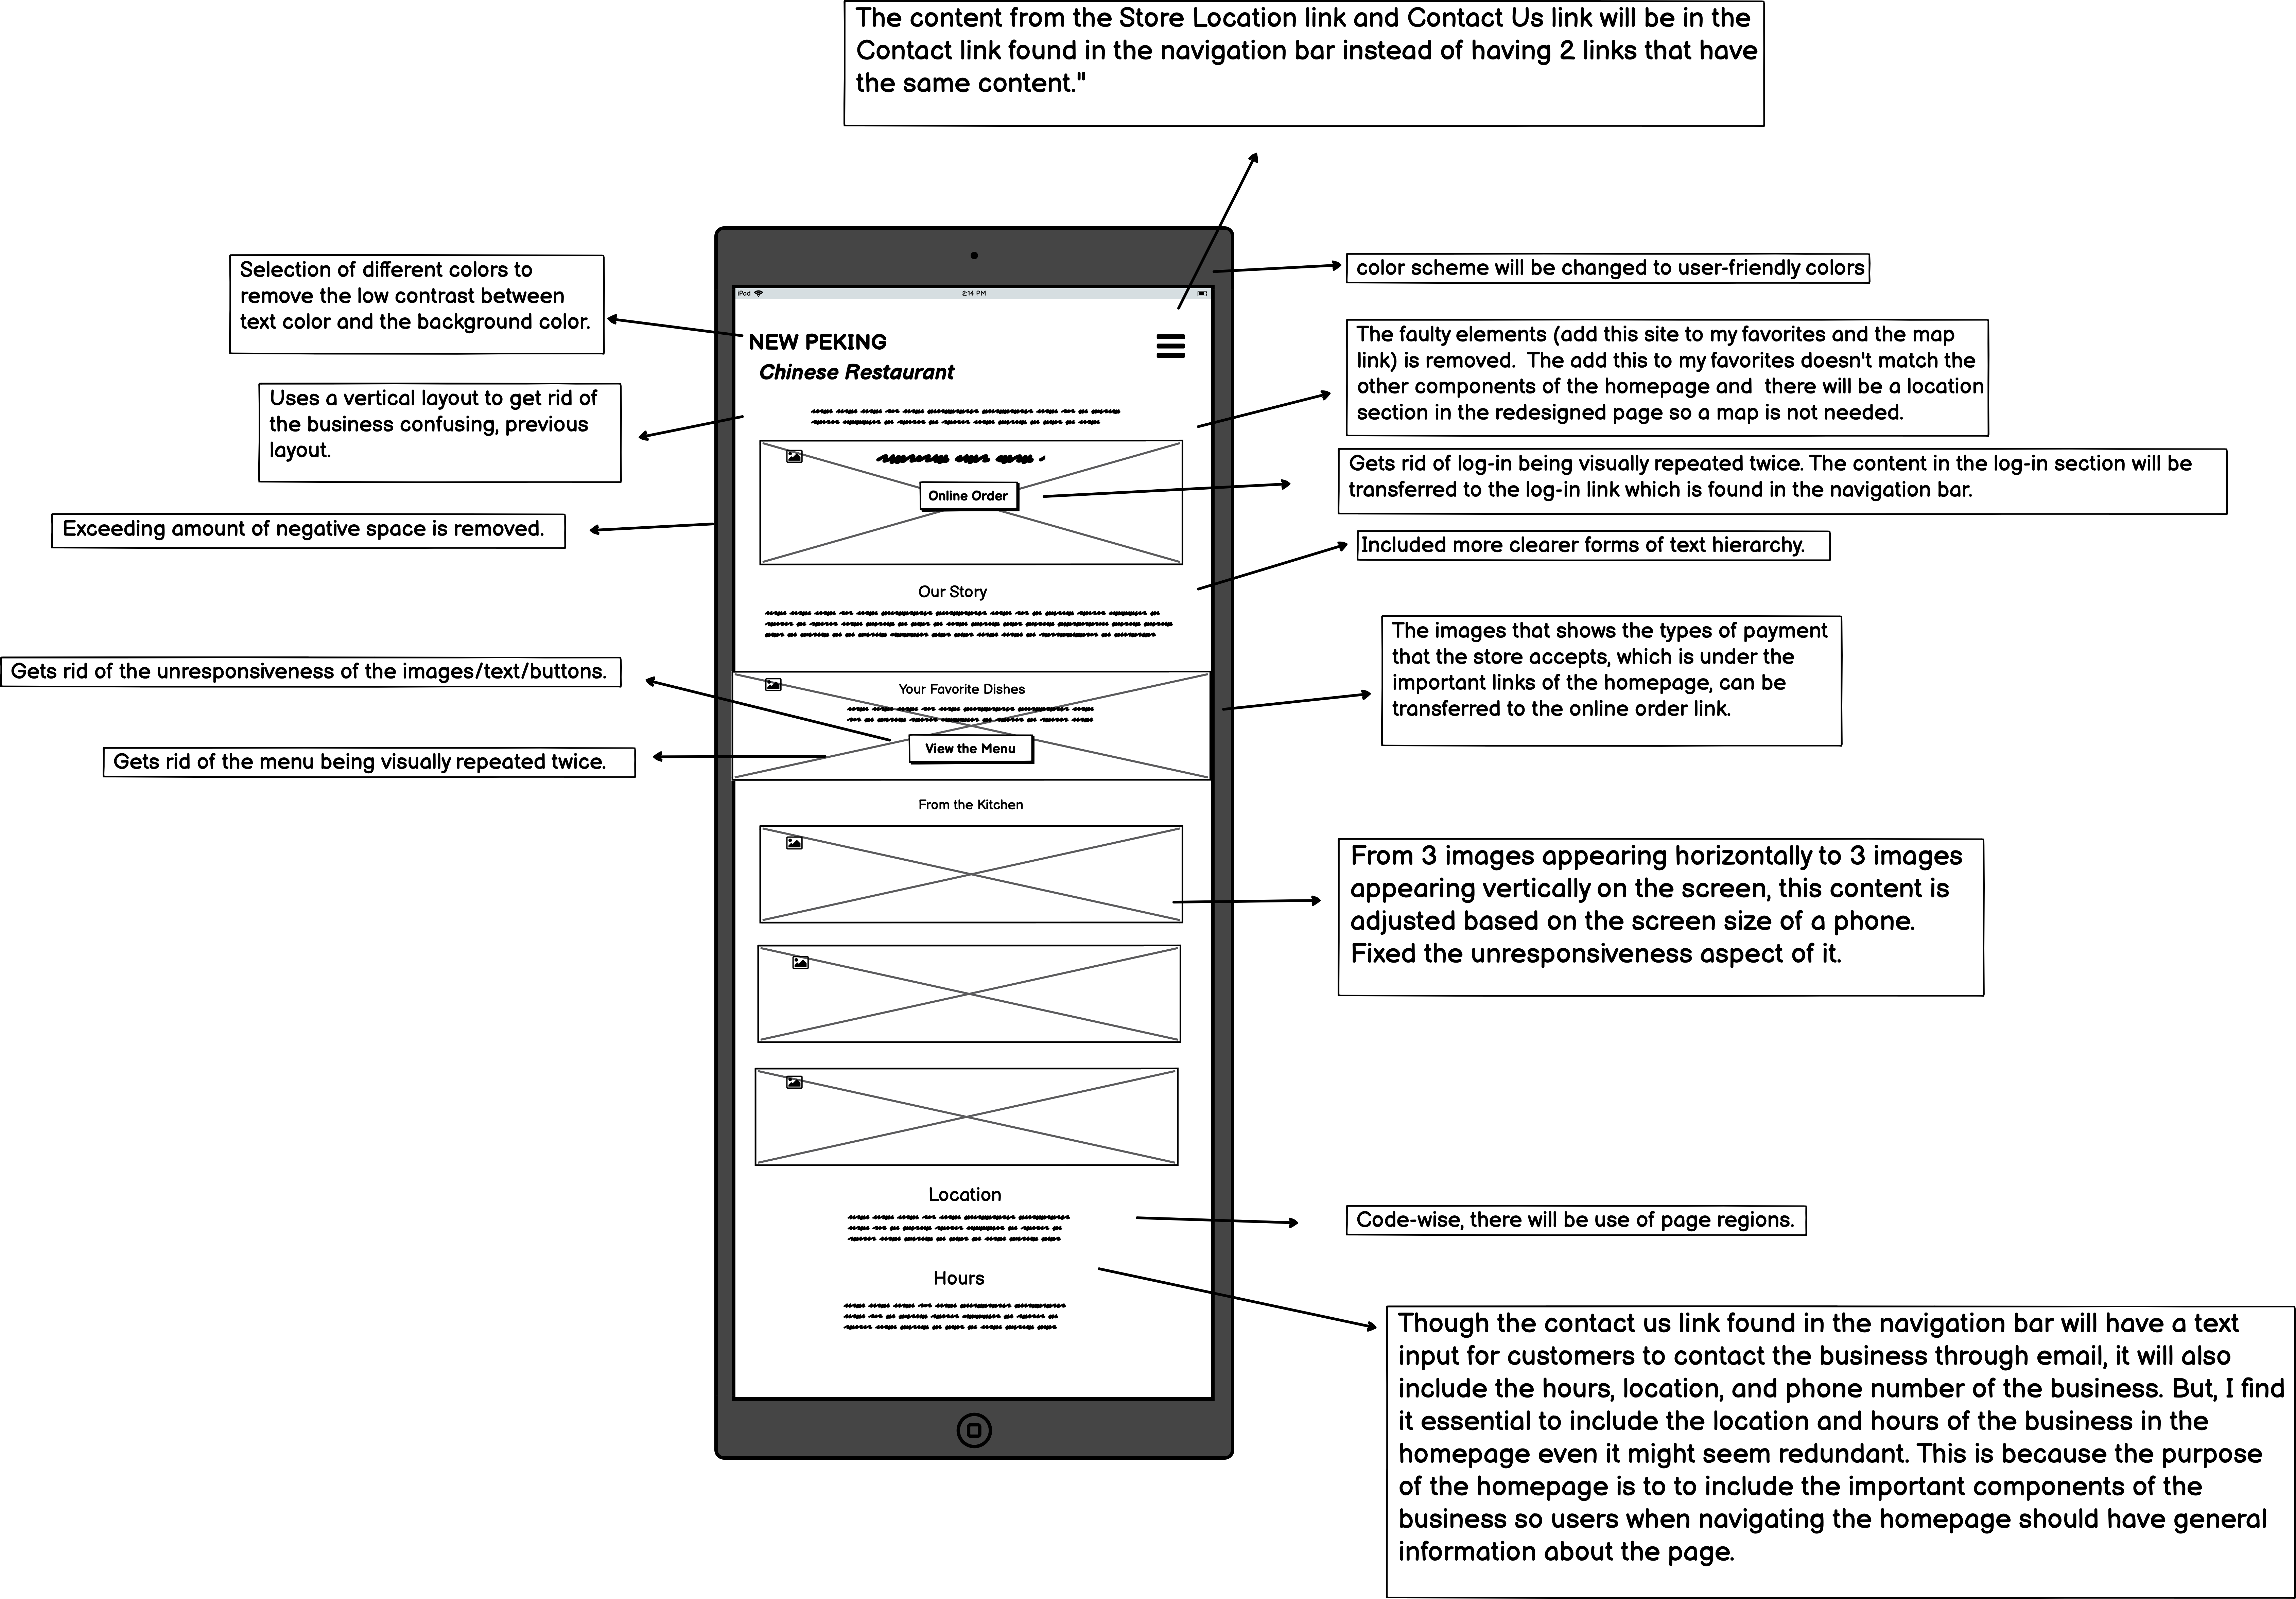 The content from the Store Location link and Contact Us link will be in the
Contact link found in the navigation bar instead of having 2 links that have
the same content."
Selection of different colors to
remove the low contrast between
text color and the background color.
Uses a vertical layout to get rid of
the business confusing, previous
layout.
Exceeding amount of negative space is removed.
Gets rid of the unresponsiveness of the images/text/buttons.
Gets rid of the menu being visually repeated twice.
iPad
2:14 PM
NEW PEKING
Chinese Restaurant
Online Order
Our Story
Your Favorite Dishes
View the Menu
From the Kitchen
Location
Hours
color scheme will be changed to user-friendly colors
The faulty elements (add this site to my favorites and the map
link) is removed.  The add this to my favorites doesn't match the
other components of the homepage and  there will be a location
section in the redesigned page so a map is not needed.
Gets rid of log-in being visually repeated twice. The content in the log-in section will be
transferred to the log-in link which is found in the navigation bar.
Included more clearer forms of text hierarchy.
The images that shows the types of payment
that the store accepts, which is under the
important links of the homepage, can be
transferred to the online order link.
From 3 images appearing horizontally to 3 images
appearing vertically on the screen, this content is
adjusted based on the screen size of a phone.
Fixed the unresponsiveness aspect of it.
Code-wise, there will be use of page regions.
Though the contact us link found in the navigation bar will have a text
input for customers to contact the business through email, it will also
include the hours, location, and phone number of the business. But, I find
it essential to include the location and hours of the business in the
homepage even it might seem redundant. This is because the purpose
of the homepage is to to include the important components of the
business so users when navigating the homepage should have general
information about the page.